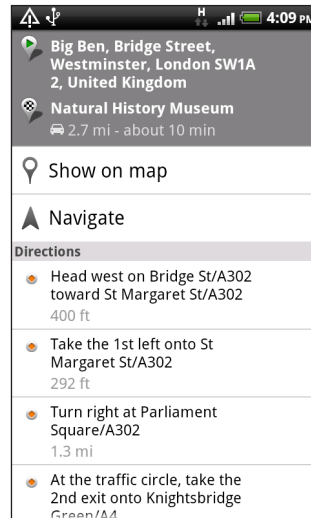 H
4:09 PM
Big Ben, Bridge Street,
Westminster, London SW1A
2, United Kingdom
Natural History Museum
2.7 mi - about 10 min
Show on map
Navigate
Directions
Head west on Bridge St/A302
toward St Margaret St/A302
400 ft
Take the 1st left onto St
Margaret St/A302
292 ft
Turn right at Parliament
Square/A302
1.3 mi
At the traffic circle, take the
2nd exit onto Knightsbridge
Green/A4